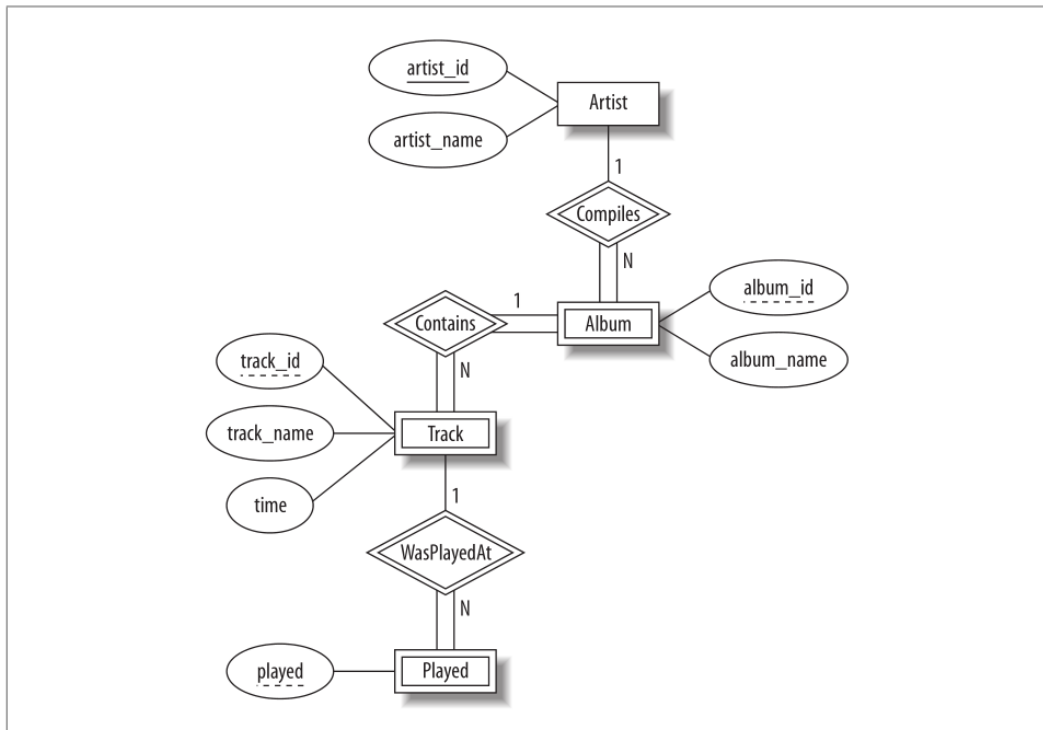 artist_id
Artist
artist_name
1
Compiles
N
album_id
1
Contains
Album
album_name
track_id
N
track_name
Track
time
1
WasPlayedAt
N
played
Played